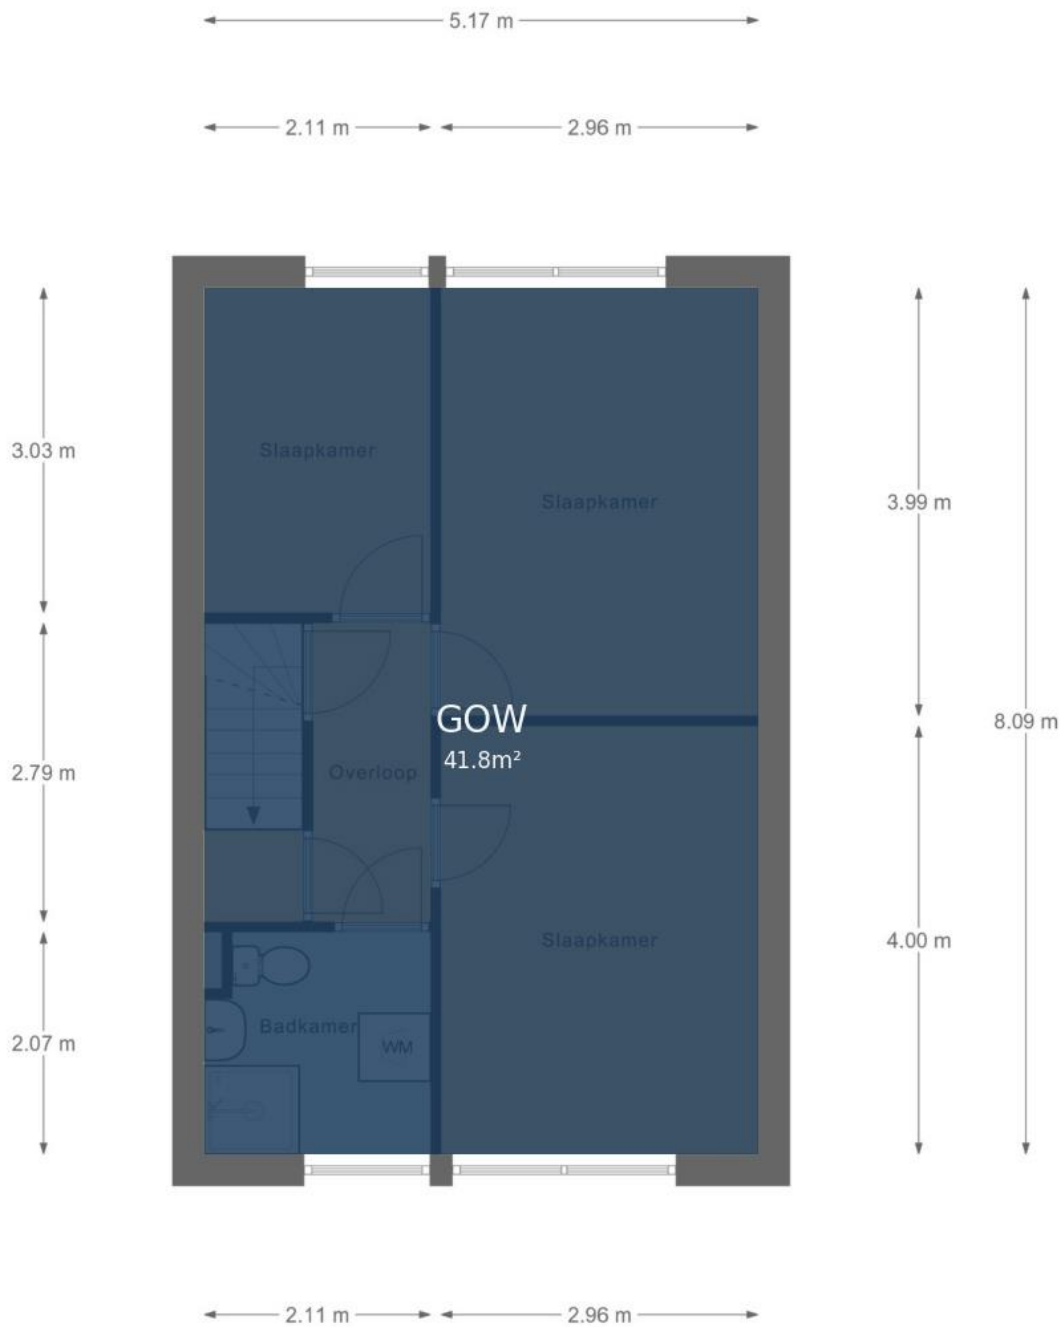 5.17 m
2.11 m
2.96 m
3.03 m
Slaapkamer
Slaapkamer
3.99 m
GOW
8.09 m
41.8m²
2.79 m
Overloop
Slaapkamer
4.00 m
2.07 m
Badkamer
WM
2.11 m
2.96 m